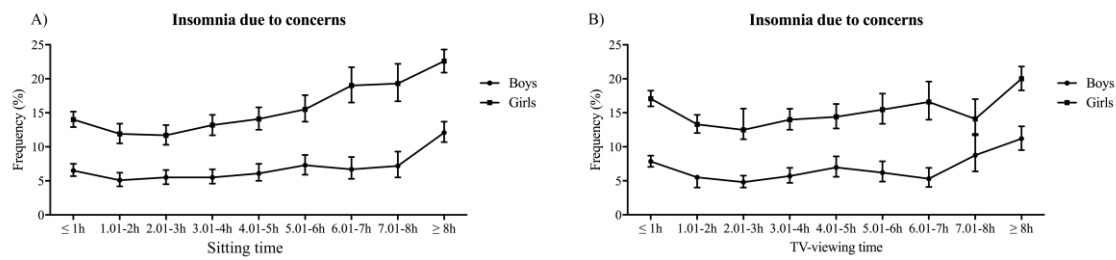 A)
Insomnia due to concerns
25
20
15
10
5
0
Frequency (%)
Boys
Girls
≤ 1h 1.01-2h 2.01-3h 3.01-4h 4.01-5h 5.01-6h 6.01-7h 7.01-8h ≥ 8h
Sitting time
B)
Insomnia due to concerns
25
20
15
10
5
0
Frequency (%)
Boys
Girls
≤ 1h 1.01-2h 2.01-3h 3.01-4h 4.01-5h 5.01-6h 6.01-7h 7.01-8h ≥ 8h
TV-viewing time